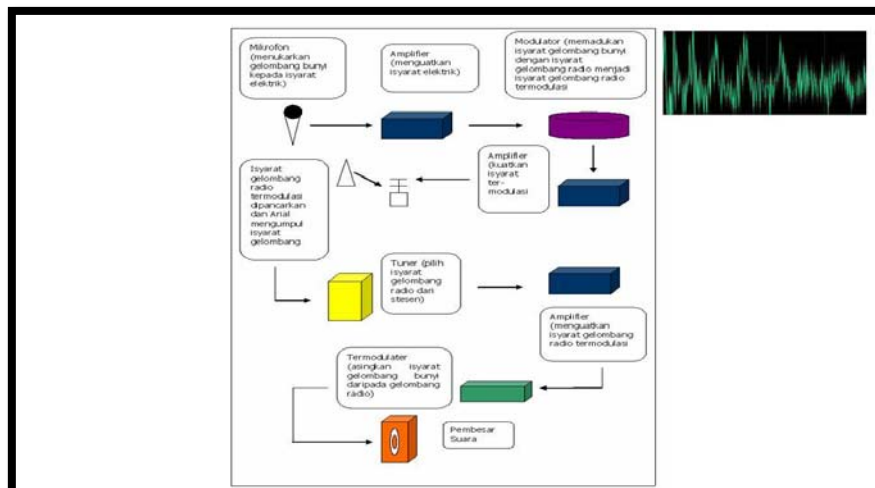 Mikrofon
(menukarkan
gelombang bunyi
kepada isyarat
elektrik)
Amplifier
(menguatkan
isyarat elektrik)
Modulator (memadukan
isyarat gelombang bunyi
dengan isyarat
gelombang radio menjadi
isyarat gelombang radio
termodulasi
Isyarat
gelombang
radio
termodulasi
dipancarkan
dan Arial
mengumpul
isyarat
gelombang
Amplifier
(kuatkan
isyarat
ter-
modulasi
Tuner (pilih
isyarat
gelombang
radio dari
stesen)
Amplifier
(menguatkan
isyarat gelombang
radio termodulasi
Termodulater
(asingkan isyarat
gelombang bunyi
daripada gelombang
radio)
Pembesar
Suara